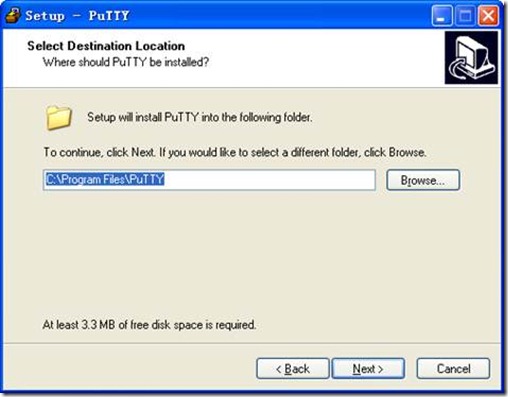 Setup - PuTTY
Select Destination Location
Where should PuTTY be installed?
Setup will install PuTTY into the following folder.
To continue, click Next. If you would like to select a different folder, click Browse.
C:\Program Files\PuTTY
Browse...
At least 3.3 MB of free disk space is required.
< Back
Next >
Cancel